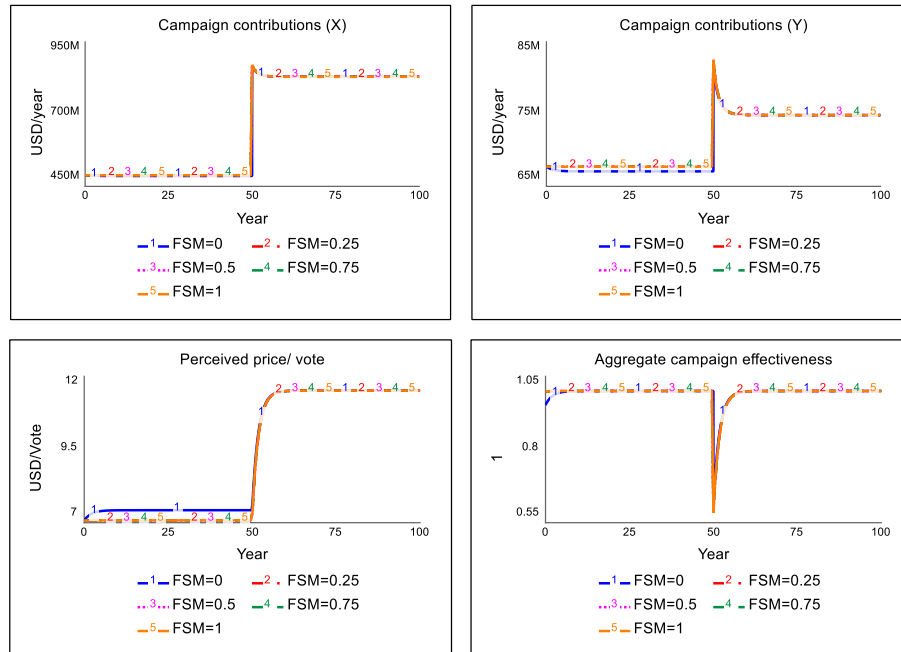 Campaign contributions (X)
950M
700M
450M
USD/year
1 2 3 4 5 1 2 3 4 5
1 2 3 4 5 1 2 3 4 5
0 25 50 75 100
Year
1 FSM=0 2 FSM=0.25
3 FSM=0.5 4 FSM=0.75
5 FSM=1
Campaign contributions (Y)
85M
75M
65M
USD/year
1 2 3 4 5 1 2 3 4 5
1 2 3 4 5 1 2 3 4 5
0 25 50 75 100
Year
1 FSM=0 2 FSM=0.25
3 FSM=0.5 4 FSM=0.75
5 FSM=1
Perceived price/ vote
12
9.5
7
USD/Vote
1 2 3 4 5 1 2 3 4 5
1 1
2 3 4 5 2 3 4 5
0 25 50 75 100
Year
1 FSM=0 2 FSM=0.25
3 FSM=0.5 4 FSM=0.75
5 FSM=1
Aggregate campaign effectiveness
1.05
0.8
0.55
1
1 2 3 4 5 1 2 3 4 5 2 3 4 5 1 2 3 4 5
1
0 25 50 75 100
Year
1 FSM=0 2 FSM=0.25
3 FSM=0.5 4 FSM=0.75
5 FSM=1